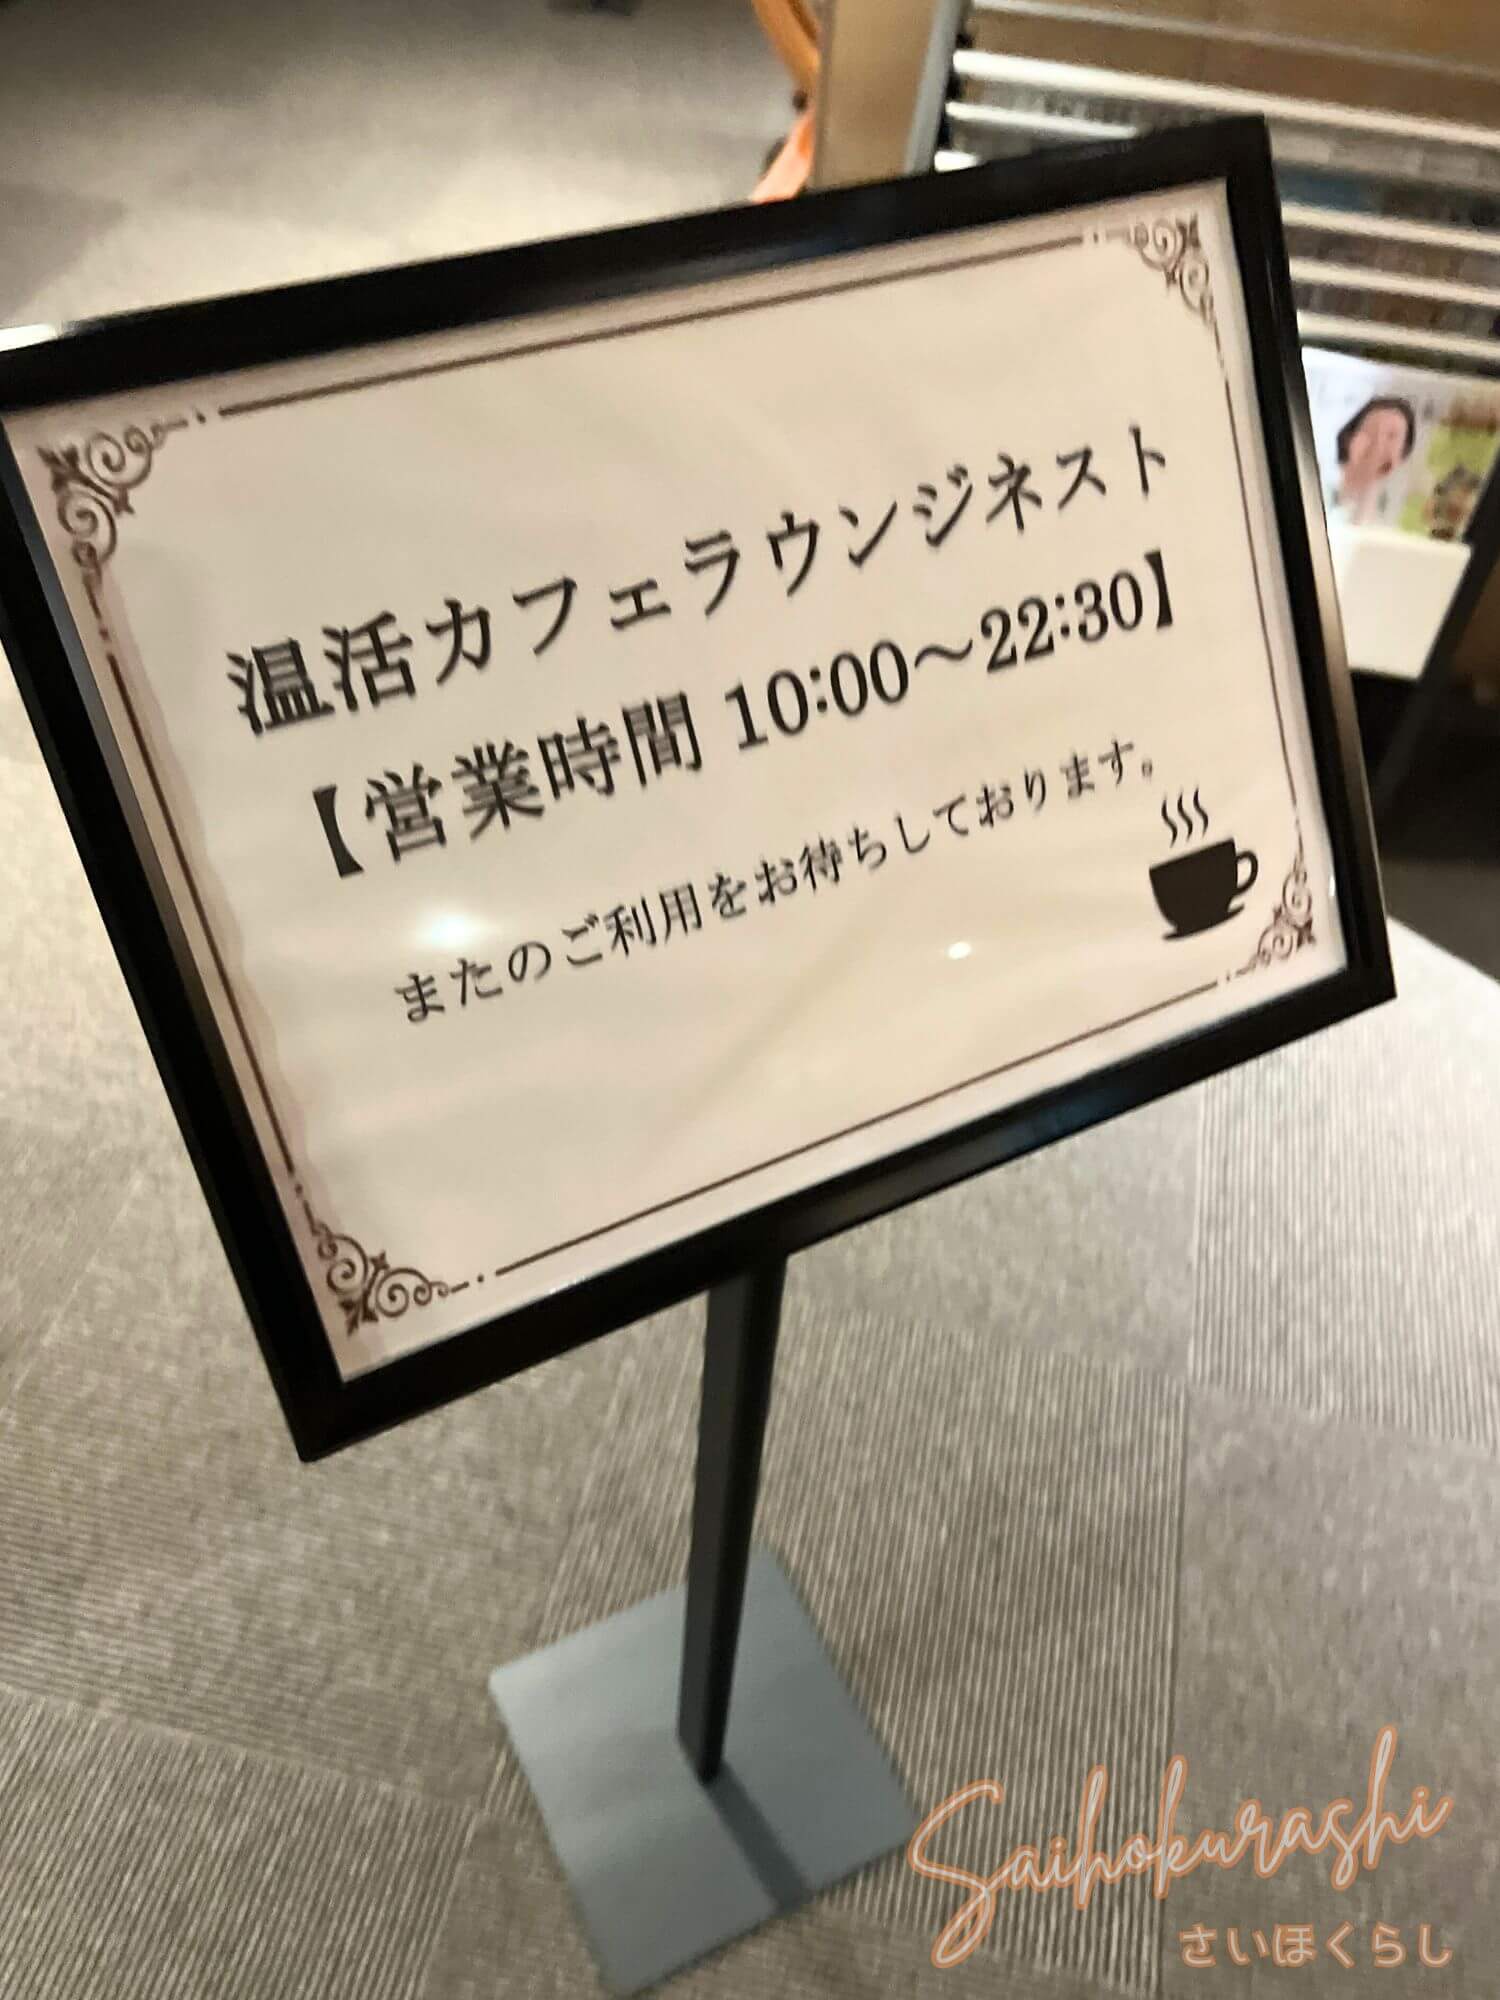 温活カフェラウンジネスト
【営業時間 10:00～22:30】
またのご利用をお待ちしております。
Saihokurashi
さいほくらし